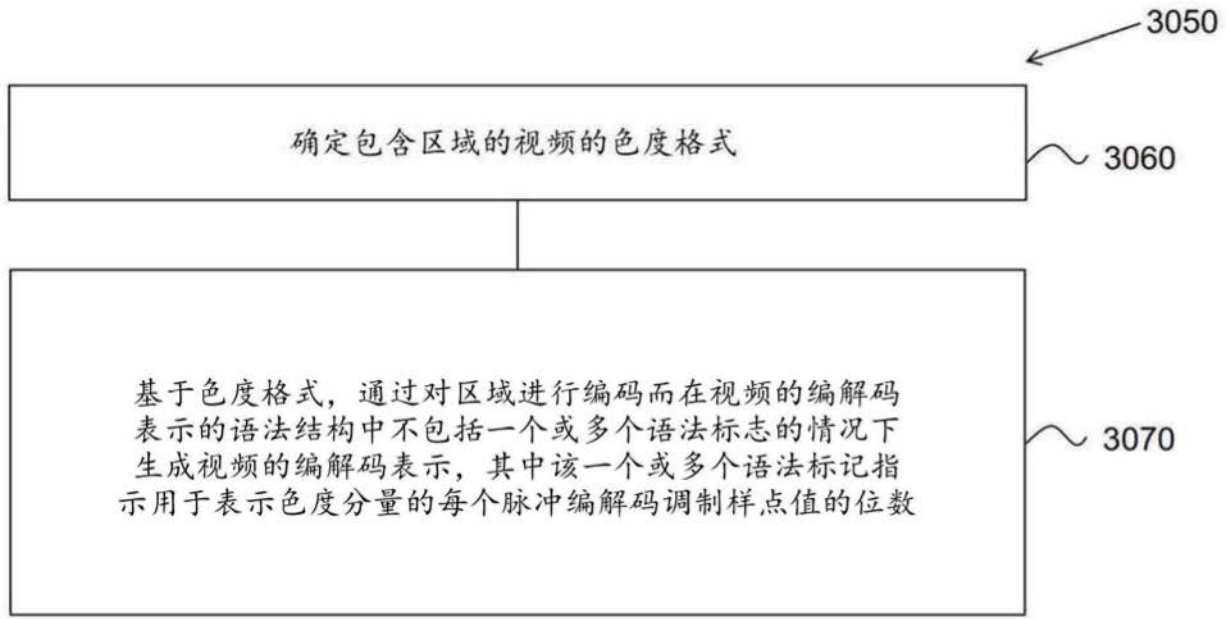 3050
确定包含区域的视频的色度格式
3060
基于色度格式，通过对区域进行编码而在视频的编解码
表示的语法结构中不包括一个或多个语法标志的情况下
生成视频的编解码表示，其中该一个或多个语法标记指
示用于表示色度分量的每个脉冲编解码调制样点值的位数
3070